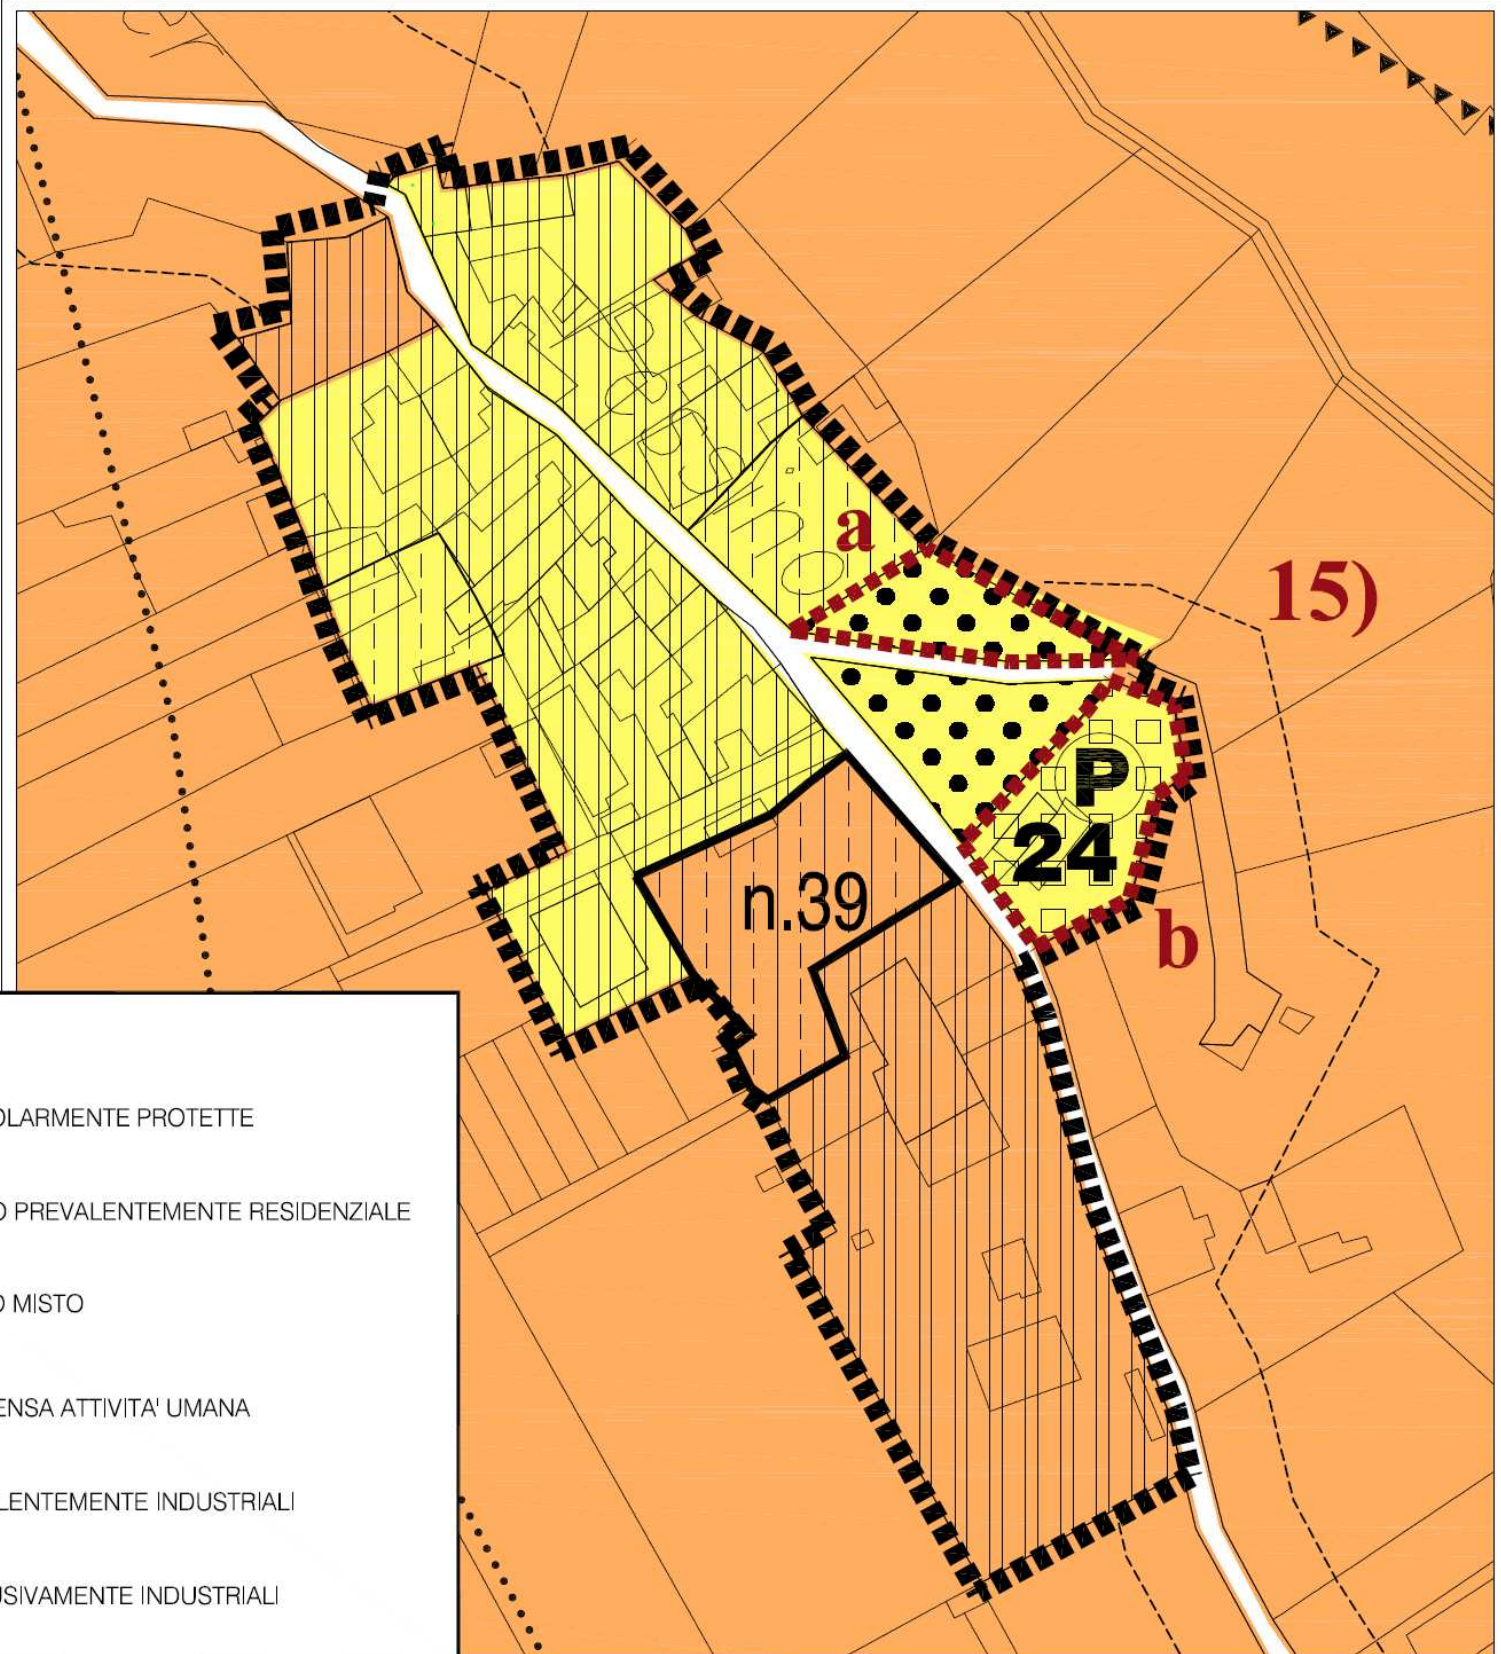 a
15)
P
24
n.39
b
OLARMENTE PROTETTE
O PREVALENTEMENTE RESIDENZIALE
O MISTO
ENSA ATTIVITA' UMANA
LENTEMENTE INDUSTRIALI
USIVAMENTE INDUSTRIALI